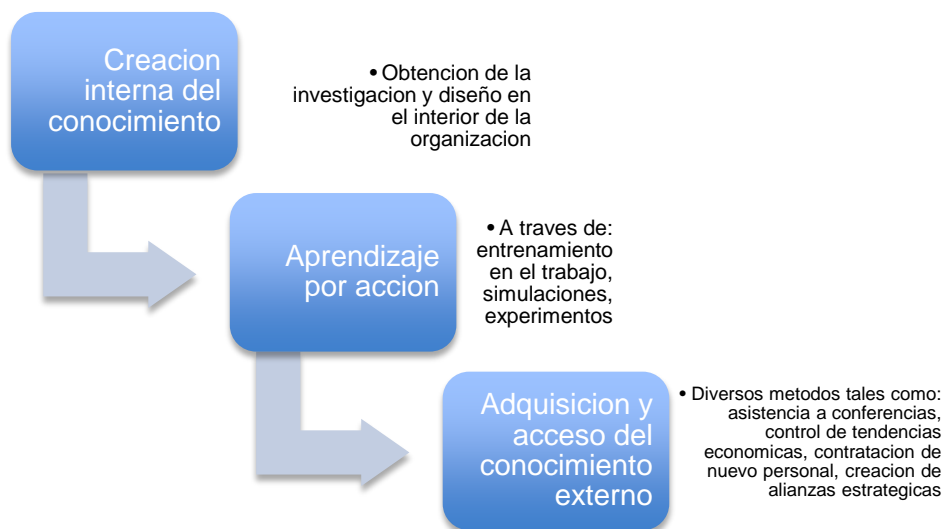 Creacion
interna del
conocimiento
• Obtencion de la
investigacion y diseño en
el interior de la
organizacion
Aprendizaje
por accion
• A traves de:
entrenamiento
en el trabajo,
simulaciones,
experimentos
Adquisicion y
acceso del
conocimiento
externo
• Diversos metodos tales como:
asistencia a conferencias,
control de tendencias
economicas, contratacion de
nuevo personal, creacion de
alianzas estrategicas